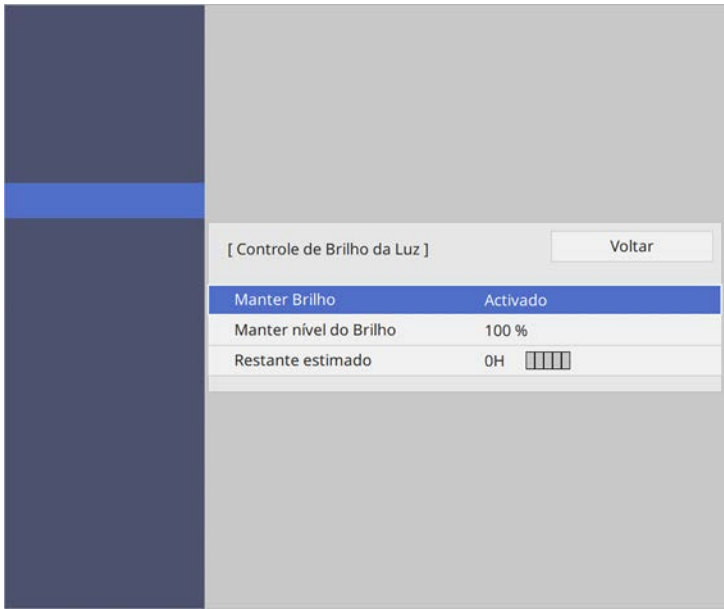 [ Controle de Brilho da Luz ] Voltar
Manter Brilho Activado
Manter nível do Brilho 100 %
Restante estimado 0H